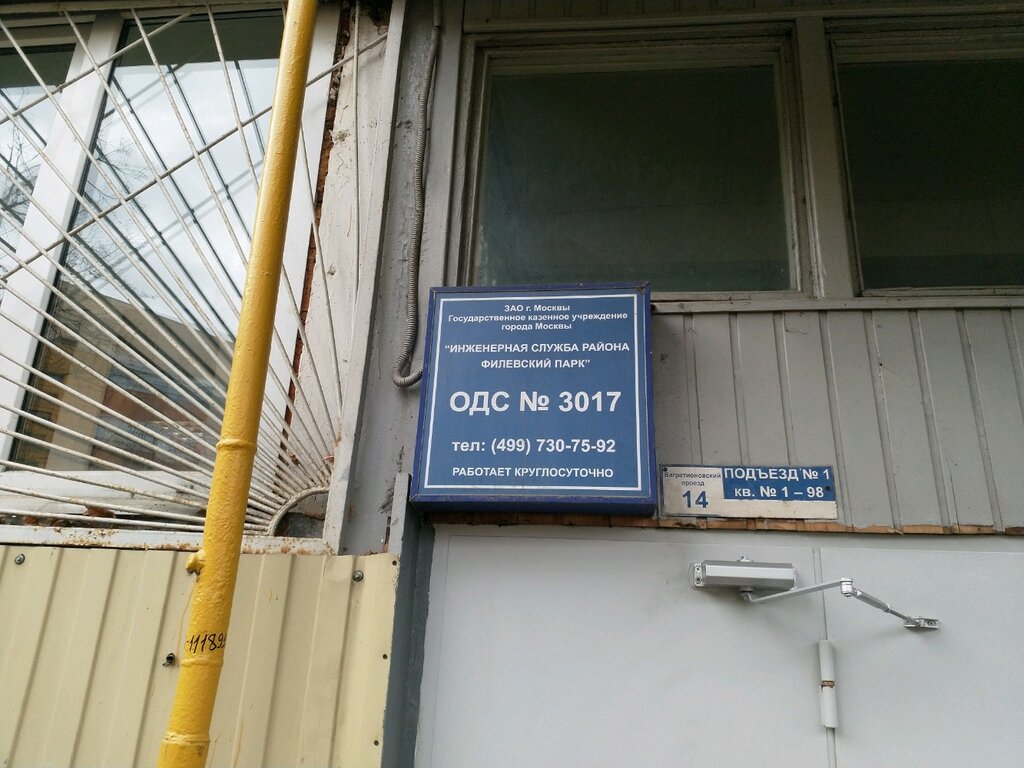 ЗАО г. Москвы
Государственное казенное учреждение
города Москвы
"ИНЖЕНЕРНАЯ СЛУЖБА РАЙОНА
ФИЛЕВСКИЙ ПАРК"
ОДС № 3017
тел: (499) 730-75-92
РАБОТАЕТ КРУГЛОСУТОЧНО
Багратионовский
проезд
14
ПОДЪЕЗД № 1
кв. № 1 – 98